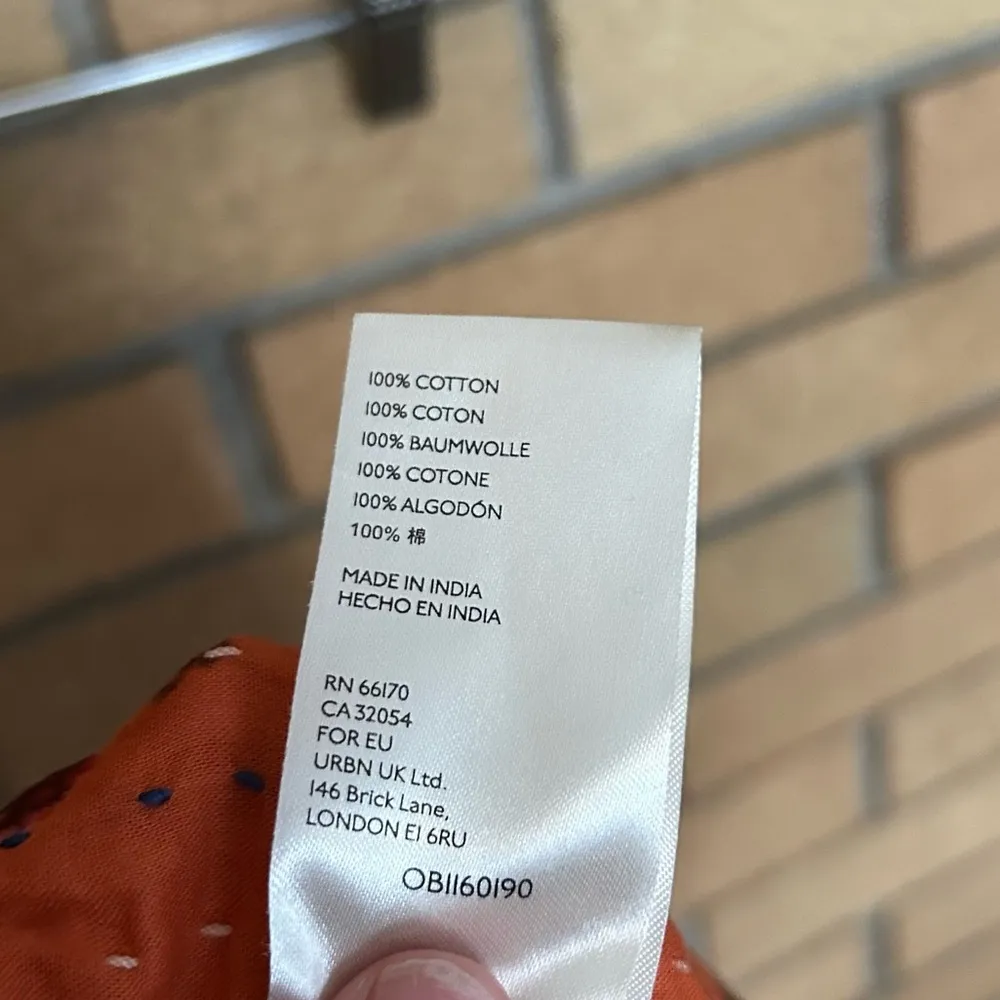 100% COTTON
100% COTON
100% BAUMWOLLE
100% COTONE
100% ALGODÓN
100% 棉
MADE IN INDIA
HECHO EN INDIA
RN 66170
CA 32054
FOR EU
URBN UK Ltd.
146 Brick Lane,
LONDON E1 6RU
OB1160190